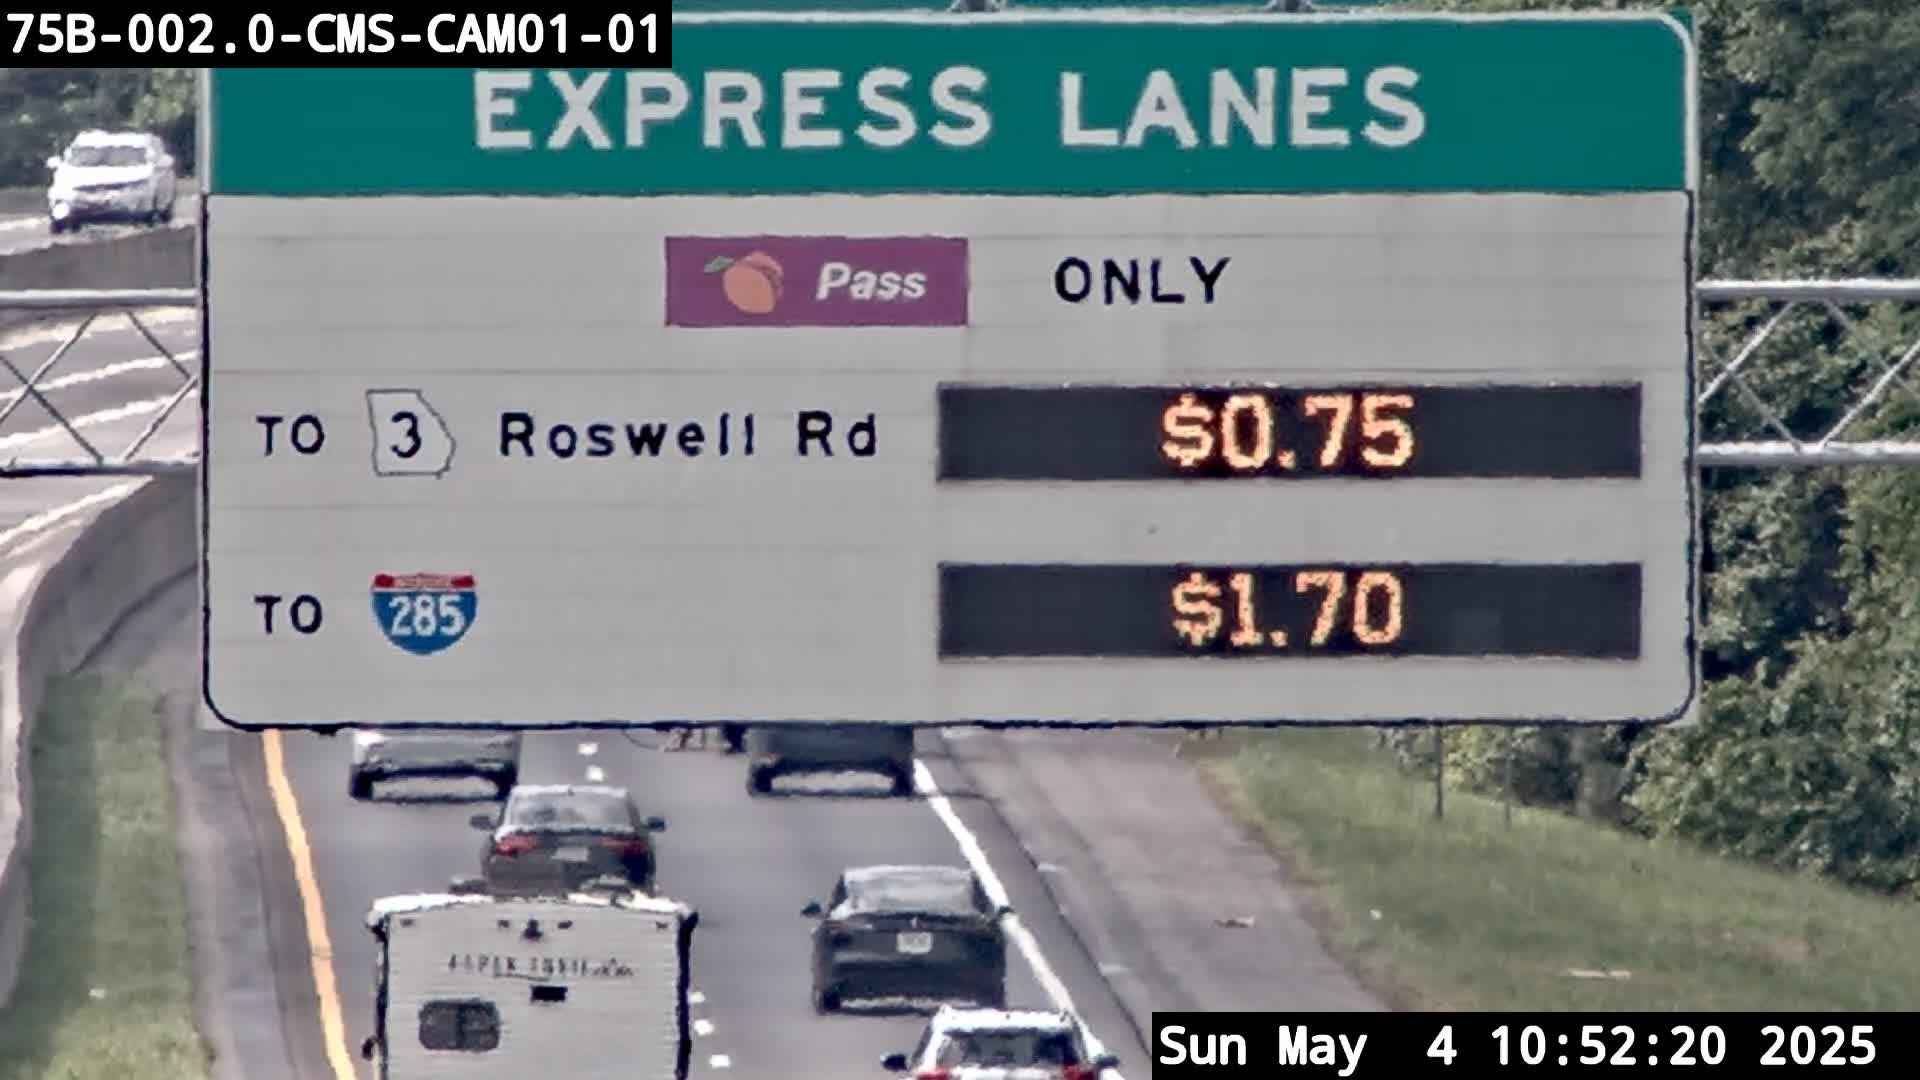 75B-002.0-CMS-CAM01-01
EXPRESS LANES
Pass ONLY
TO 3 Roswell Rd $0.75
TO 285 $1.70
Sun May 4 10:52:20 2025